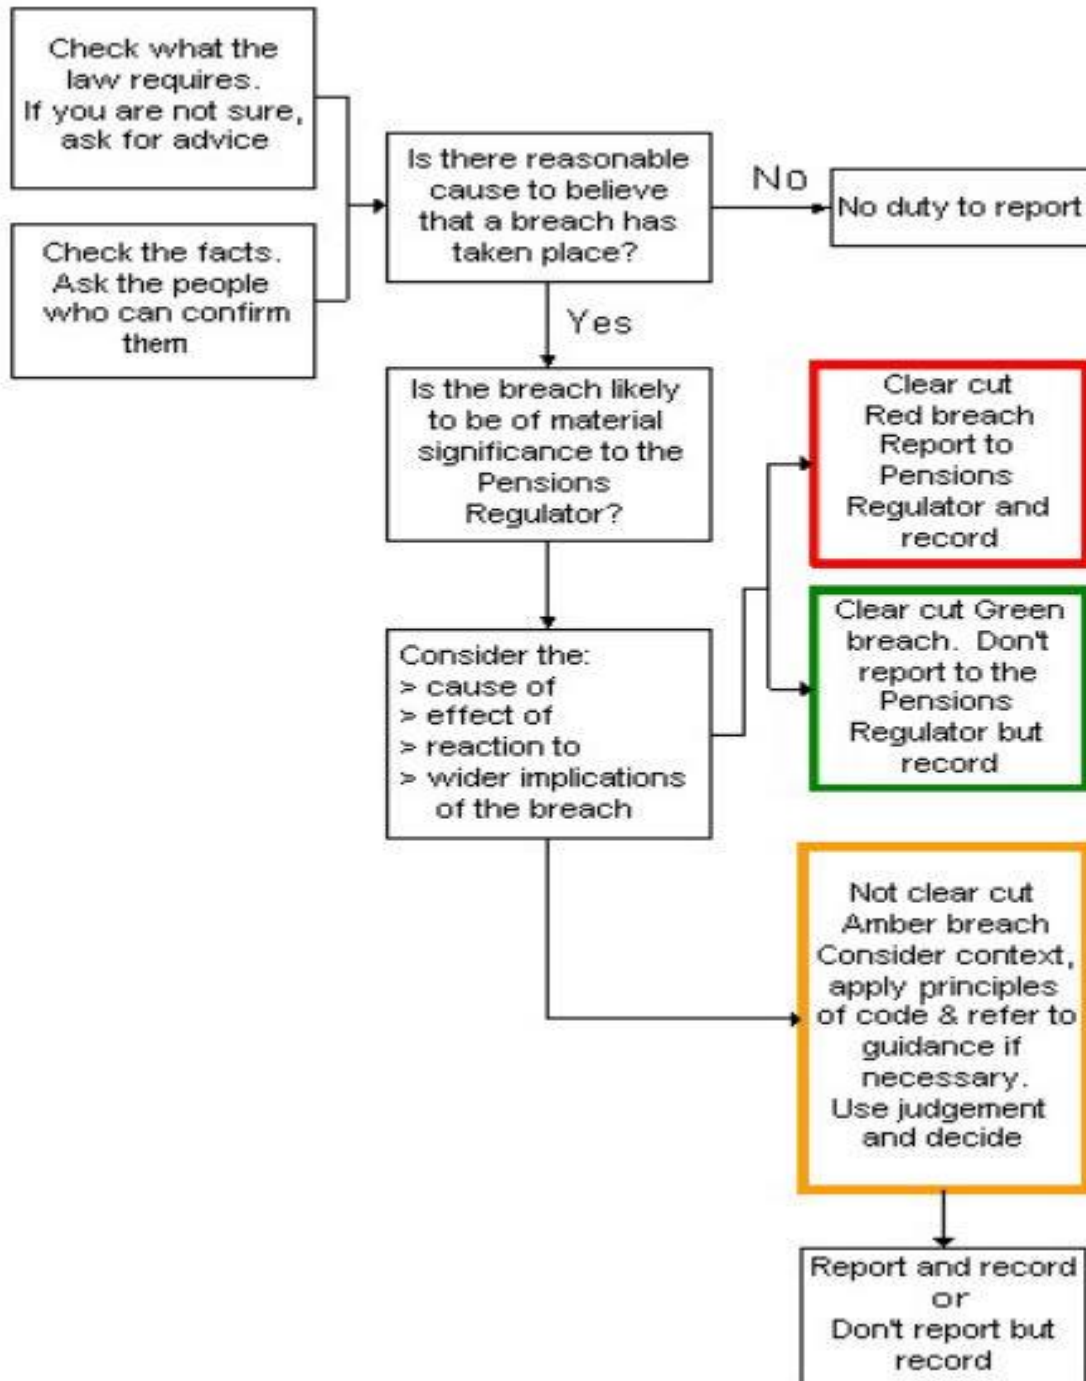 Check what the
law requires.
If you are not sure,
ask for advice
Check the facts.
Ask the people
who can confirm
them
Is there reasonable
cause to believe
that a breach has
taken place?
No
No duty to report
Yes
Is the breach likely
to be of material
significance to the
Pensions
Regulator?
Consider the:
> cause of
> effect of
> reaction to
> wider implications
of the breach
Clear cut
Red breach
Report to
Pensions
Regulator and
record
Clear cut Green
breach. Don't
report to the
Pensions
Regulator but
record
Not clear cut
Amber breach
Consider context,
apply principles
of code & refer to
guidance if
necessary.
Use judgement
and decide
Report and record
or
Don't report but
record